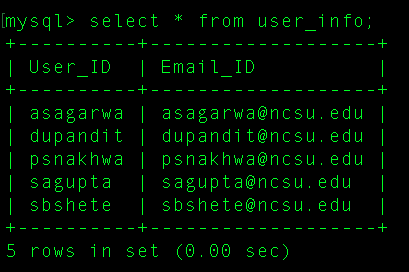 [mysql> select * from user_info;
+----------+------------------+
| User_ID  | Email_ID         |
+----------+------------------+
| asagarwa | asagarwa@ncsu.edu |
| dupandit | dupandit@ncsu.edu |
| psnakhwa | psnakhwa@ncsu.edu |
| sagupta  | sagupta@ncsu.edu  |
| sbshete  | sbshete@ncsu.edu  |
+----------+------------------+
5 rows in set (0.00 sec)